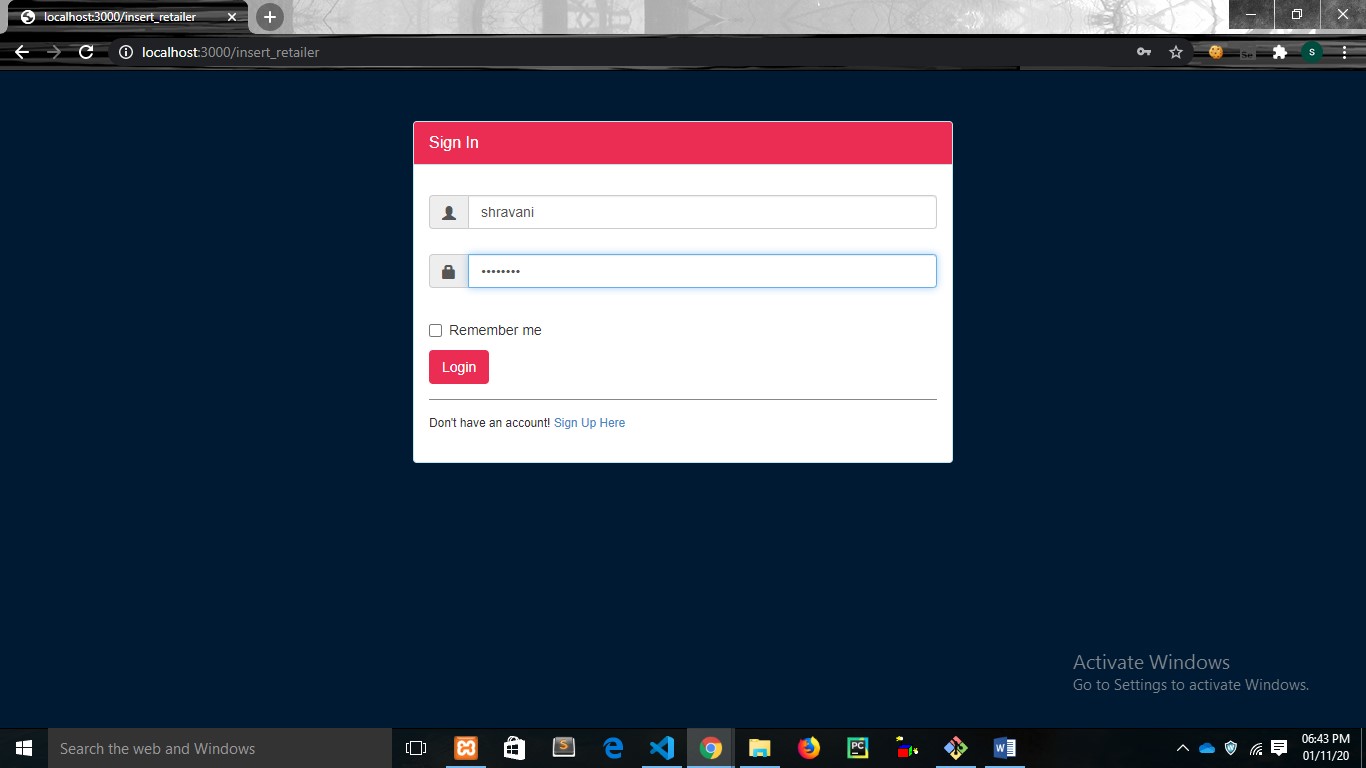 localhost:3000/insert_retailer
localhost:3000/insert_retailer
S
Sign In
shravani
••••••••
Remember me
Login
Don't have an account! Sign Up Here
Activate Windows
Go to Settings to activate Windows.
Search the web and Windows
S
PC
W
06:43 PM
01/11/20